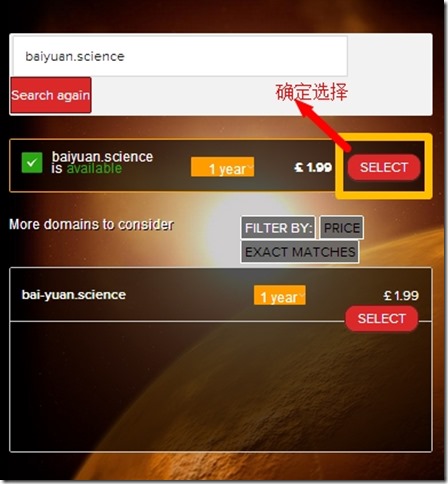 baiyuan.science
Search again
确定选择
baiyuan.science
is available
1 year
£ 1.99
SELECT
More domains to consider
FILTER BY:
PRICE
EXACT MATCHES
bai-yuan.science
1 year
£ 1.99
SELECT